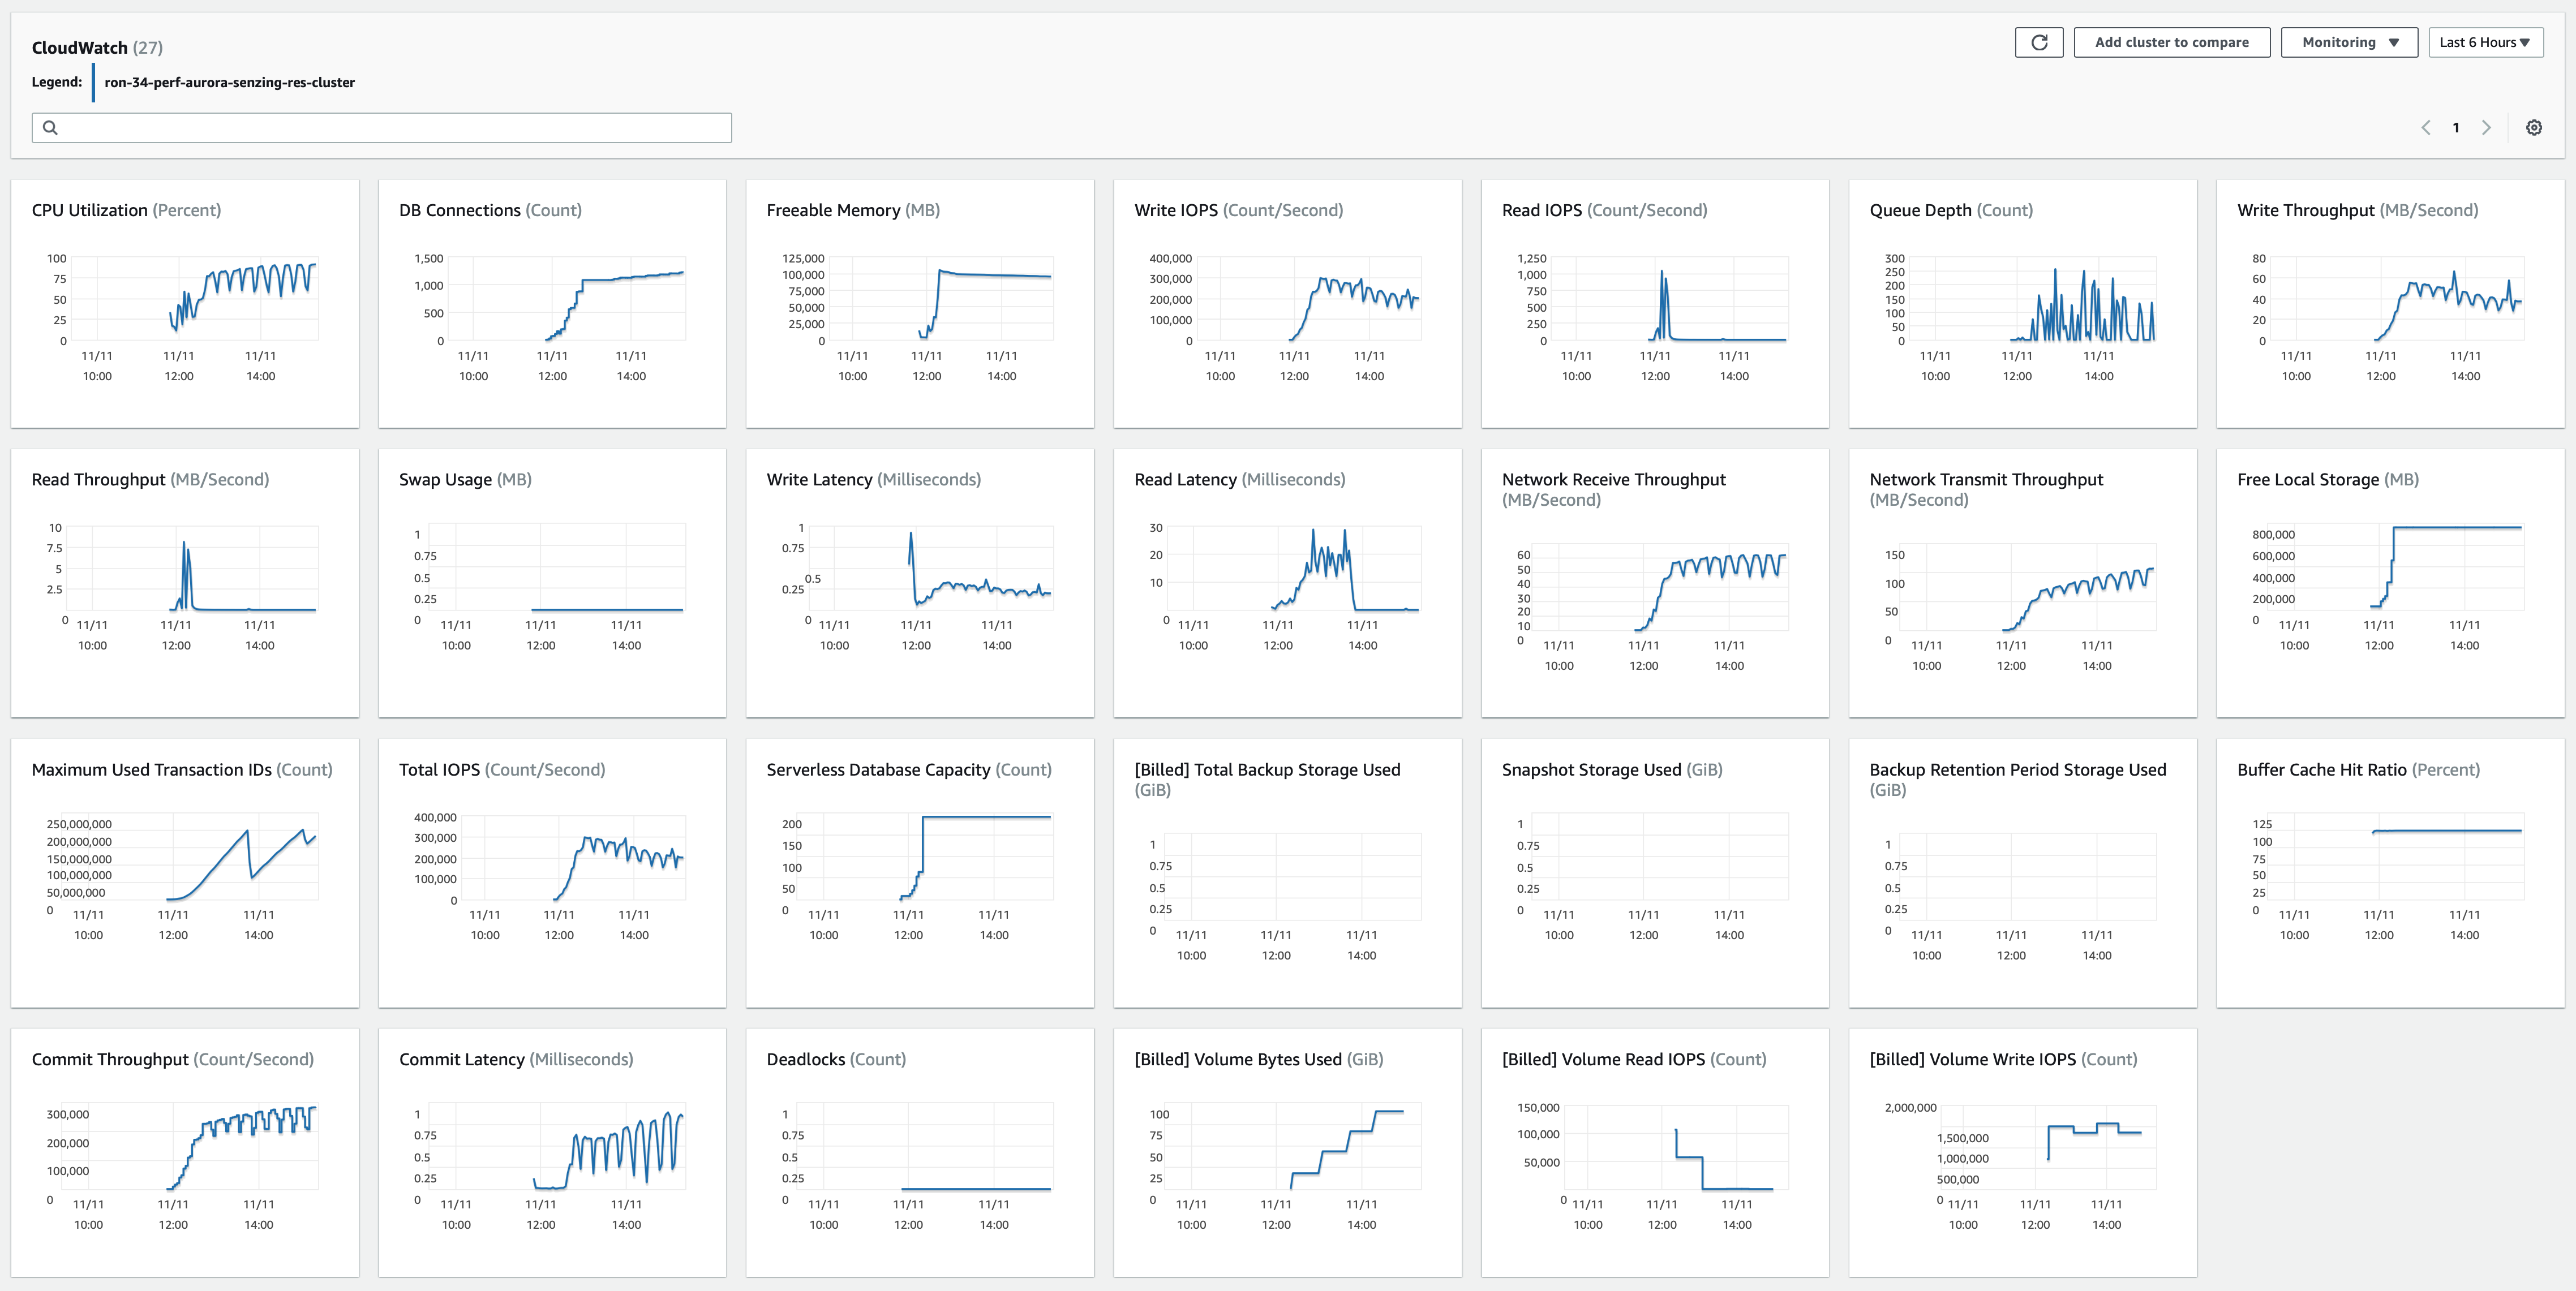 CloudWatch (27)
Add cluster to compare
Monitoring
Last 6 Hours
Legend: ron-34-perf-aurora-senzing-res-cluster
1
CPU Utilization (Percent)
100
75
50
25
0
11/11 11/11 11/11
10:00 12:00 14:00
DB Connections (Count)
1,500
1,000
500
0
11/11 11/11 11/11
10:00 12:00 14:00
Freeable Memory (MB)
125,000
100,000
75,000
50,000
25,000
0
11/11 11/11 11/11
10:00 12:00 14:00
Write IOPS (Count/Second)
400,000
300,000
200,000
100,000
0
11/11 11/11 11/11
10:00 12:00 14:00
Read IOPS (Count/Second)
1,250
1,000
750
500
250
0
11/11 11/11 11/11
10:00 12:00 14:00
Queue Depth (Count)
300
250
200
150
100
50
0
11/11 11/11 11/11
10:00 12:00 14:00
Write Throughput (MB/Second)
80
60
40
20
0
11/11 11/11 11/11
10:00 12:00 14:00
Read Throughput (MB/Second)
10
7.5
5
2.5
0
11/11 11/11 11/11
10:00 12:00 14:00
Swap Usage (MB)
1
0.75
0.5
0.25
0
11/11 11/11 11/11
10:00 12:00 14:00
Write Latency (Milliseconds)
1
0.75
0.5
0.25
0
11/11 11/11 11/11
10:00 12:00 14:00
Read Latency (Milliseconds)
30
20
10
0
11/11 11/11 11/11
10:00 12:00 14:00
Network Receive Throughput
(MB/Second)
60
50
40
30
20
10
0
11/11 11/11 11/11
10:00 12:00 14:00
Network Transmit Throughput
(MB/Second)
150
100
50
0
11/11 11/11 11/11
10:00 12:00 14:00
Free Local Storage (MB)
800,000
600,000
400,000
200,000
0
11/11 11/11 11/11
10:00 12:00 14:00
Maximum Used Transaction IDs (Count)
250,000,000
200,000,000
150,000,000
100,000,000
50,000,000
0
11/11 11/11 11/11
10:00 12:00 14:00
Total IOPS (Count/Second)
400,000
300,000
200,000
100,000
0
11/11 11/11 11/11
10:00 12:00 14:00
Serverless Database Capacity (Count)
200
150
100
50
0
11/11 11/11 11/11
10:00 12:00 14:00
[Billed] Total Backup Storage Used
(GiB)
1
0.75
0.5
0.25
0
11/11 11/11 11/11
10:00 12:00 14:00
Snapshot Storage Used (GiB)
1
0.75
0.5
0.25
0
11/11 11/11 11/11
10:00 12:00 14:00
Backup Retention Period Storage Used
(GiB)
1
0.75
0.5
0.25
0
11/11 11/11 11/11
10:00 12:00 14:00
Buffer Cache Hit Ratio (Percent)
125
100
75
50
25
0
11/11 11/11 11/11
10:00 12:00 14:00
Commit Throughput (Count/Second)
300,000
200,000
100,000
0
11/11 11/11 11/11
10:00 12:00 14:00
Commit Latency (Milliseconds)
1
0.75
0.5
0.25
0
11/11 11/11 11/11
10:00 12:00 14:00
Deadlocks (Count)
1
0.75
0.5
0.25
0
11/11 11/11 11/11
10:00 12:00 14:00
[Billed] Volume Bytes Used (GiB)
100
75
50
25
0
11/11 11/11 11/11
10:00 12:00 14:00
[Billed] Volume Read IOPS (Count)
150,000
100,000
50,000
0
11/11 11/11 11/11
10:00 12:00 14:00
[Billed] Volume Write IOPS (Count)
2,000,000
1,500,000
1,000,000
500,000
0
11/11 11/11 11/11
10:00 12:00 14:00